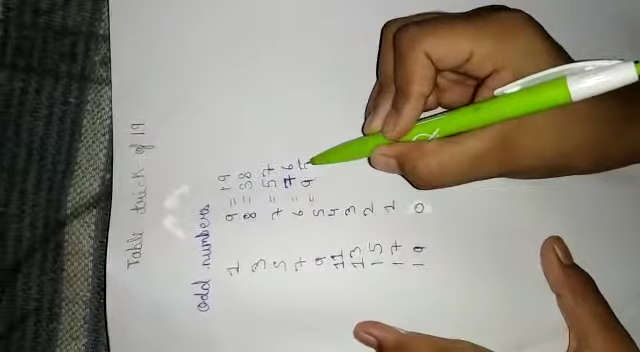 Table trick of 19
odd numbers
1 9 = 19
3 8 = 38
5 7 = 57
7 6 = 76
9 5 = 95
11 4
13 3
15 2
17 1
19 0